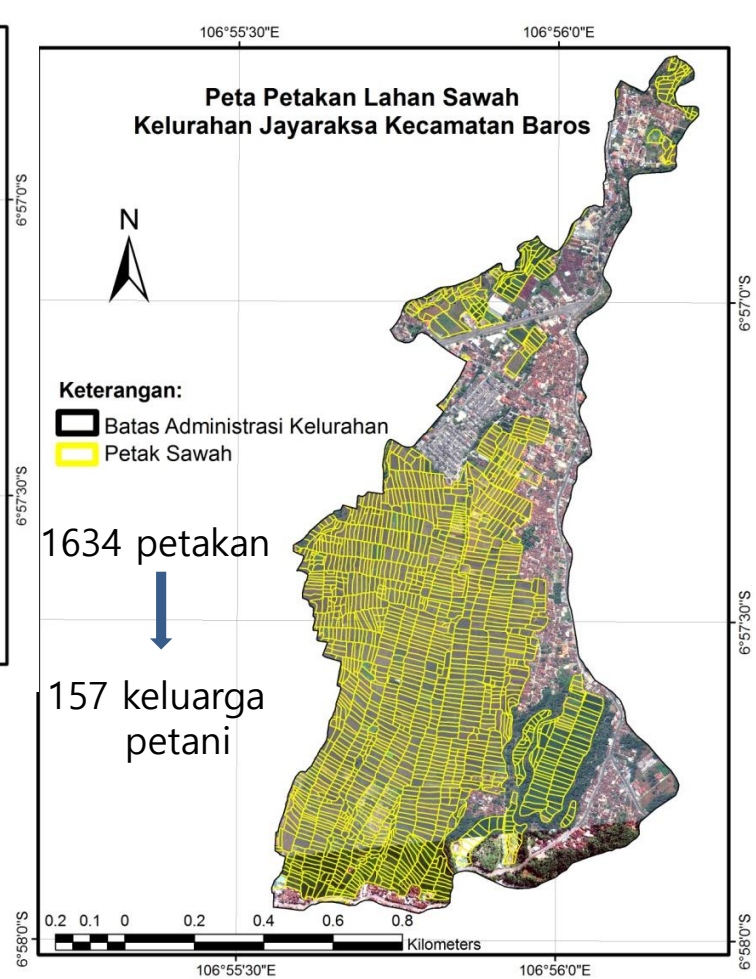 106°55'30"E
106°56'0"E
Peta Petakan Lahan Sawah
Kelurahan Jayaraksa Kecamatan Baros
6°57'0"S
N
6°57'0"S
Keterangan:
Batas Administrasi Kelurahan
Petak Sawah
6°57'30"S
1634 petakan
6°57'30"S
157 keluarga
petani
0.2 0.1 0 0.2 0.4 0.6 0.8
Kilometers
6°58'0"S
6°58'0"S
106°55'30"E
106°56'0"E